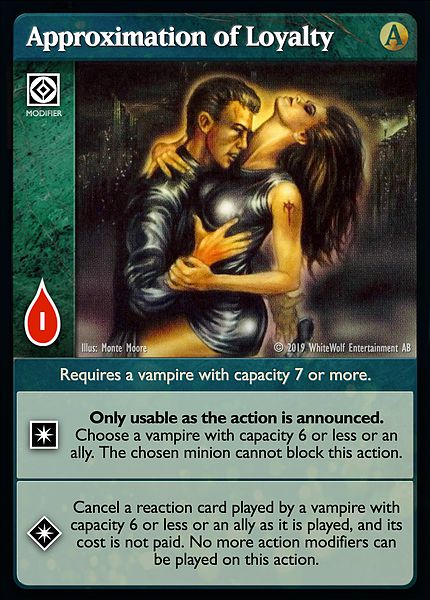 Approximation of Loyalty
A
MODIFIER
1
Illus: Monte Moore
© 2019 WhiteWolf Entertainment AB
Requires a vampire with capacity 7 or more.
Only usable as the action is announced.
Choose a vampire with capacity 6 or less or an
ally. The chosen minion cannot block this action.
Cancel a reaction card played by a vampire with
capacity 6 or less or an ally as it is played, and its
cost is not paid. No more action modifiers can
be played on this action.